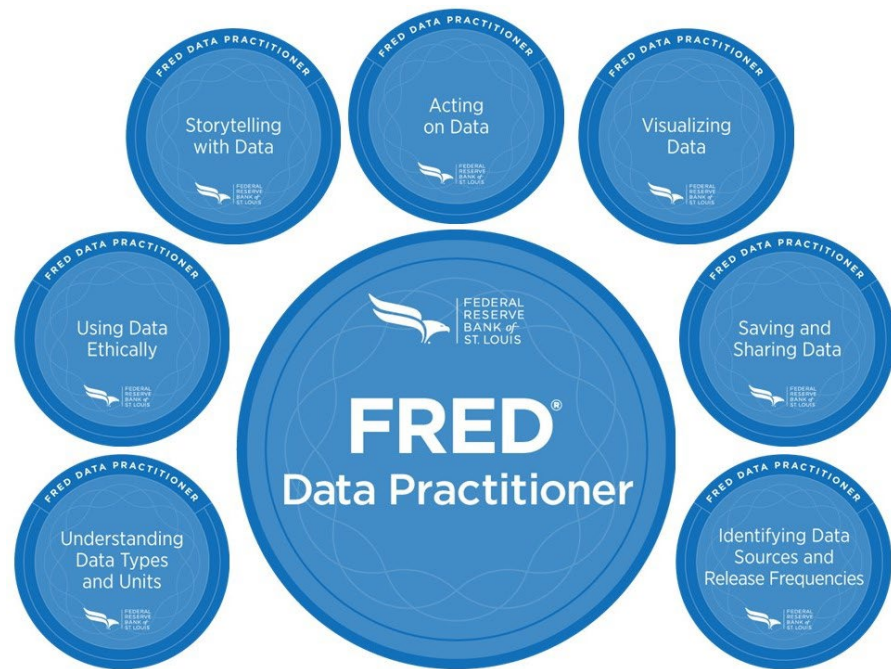 FRED DATA PRACTITIONER
Storytelling
with Data
FEDERAL
RESERVE
BANK of
ST. LOUIS
FRED DATA PRACTITIONER
Acting
on Data
FEDERAL
RESERVE
BANK of
ST. LOUIS
FRED DATA PRACTITIONER
Visualizing
Data
FEDERAL
RESERVE
BANK of
ST. LOUIS
FRED DATA PRACTITIONER
Using Data
Ethically
FEDERAL
RESERVE
BANK of
ST. LOUIS
FEDERAL
RESERVE
BANK of
ST. LOUIS
FRED®
Data Practitioner
FRED DATA PRACTITIONER
Saving and
Sharing Data
FEDERAL
RESERVE
BANK of
ST. LOUIS
FRED DATA PRACTITIONER
Understanding
Data Types
and Units
FEDERAL
RESERVE
BANK of
ST. LOUIS
FRED DATA PRACTITIONER
Identifying Data
Sources and
Release Frequencies
FEDERAL
RESERVE
BANK of
ST. LOUIS